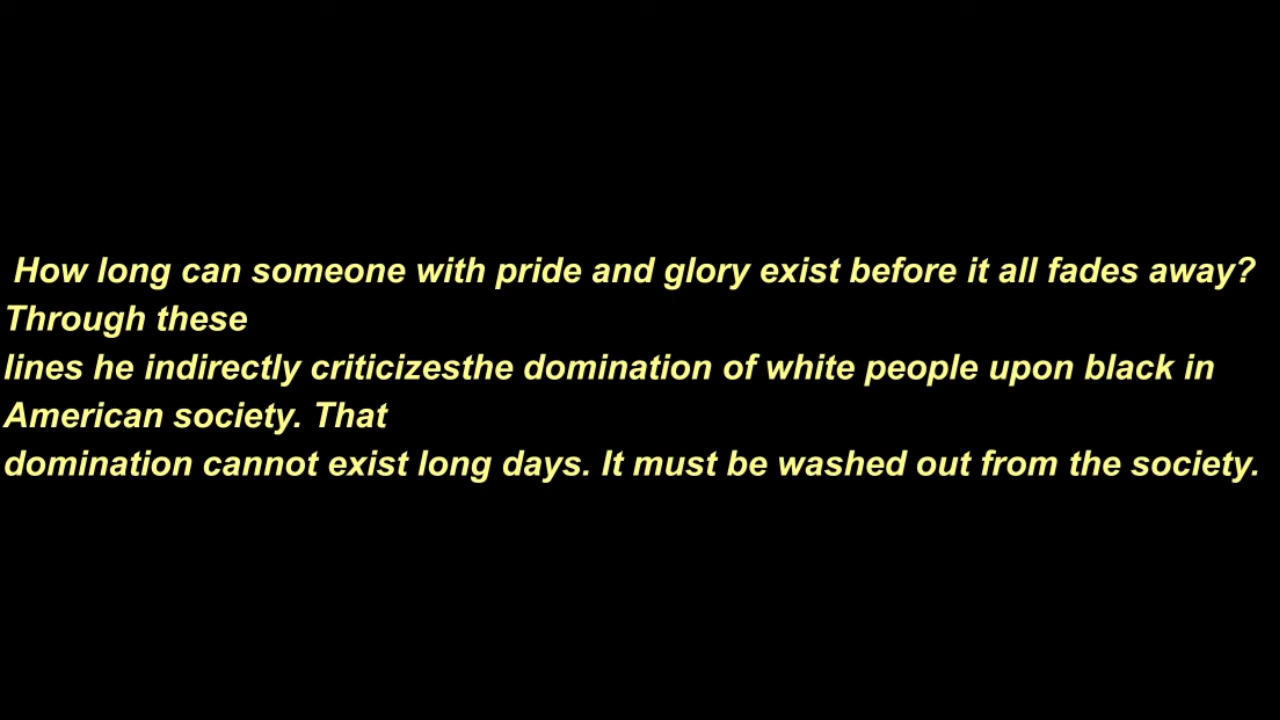 How long can someone with pride and glory exist before it all fades away?
Through these
lines he indirectly criticizesthe domination of white people upon black in
American society. That
domination cannot exist long days. It must be washed out from the society.